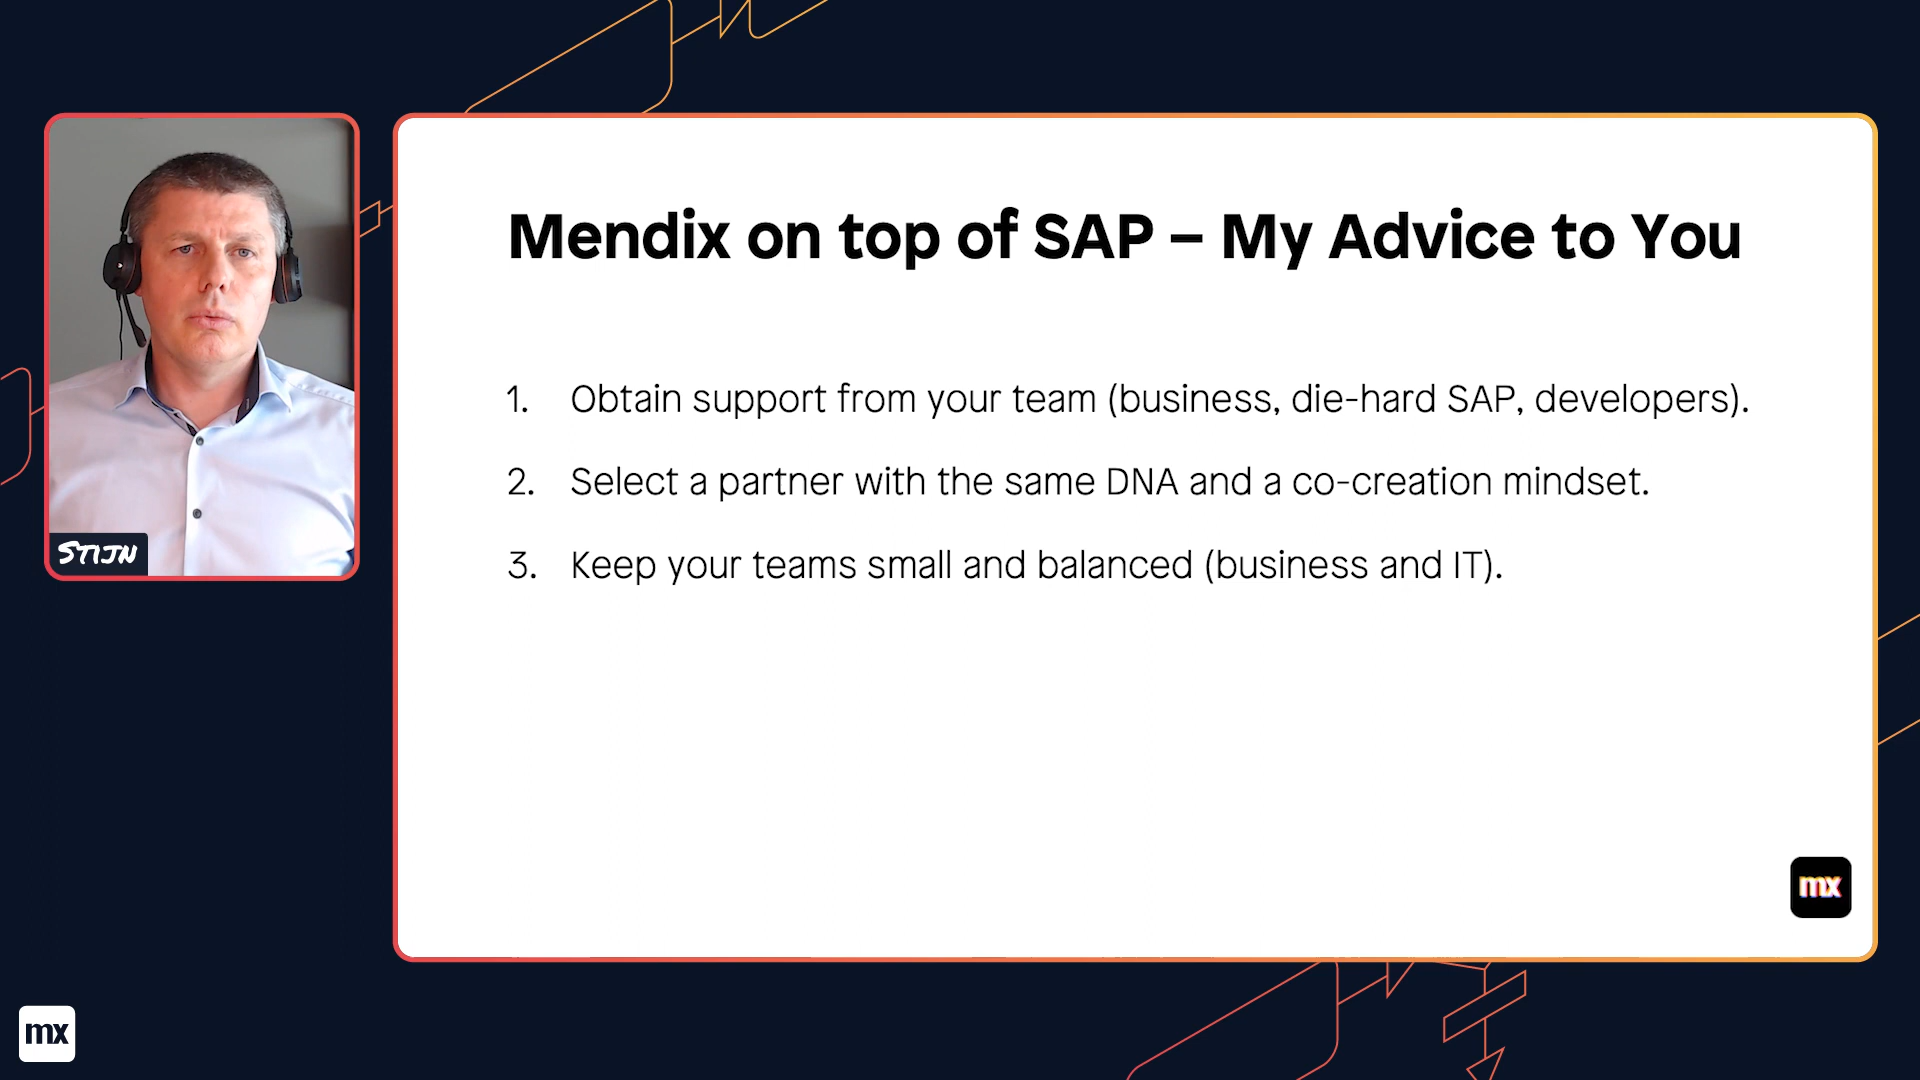 Mendix on top of SAP – My Advice to You
1. Obtain support from your team (business, die-hard SAP, developers).
2. Select a partner with the same DNA and a co-creation mindset.
3. Keep your teams small and balanced (business and IT).
STIJN
mx
mx